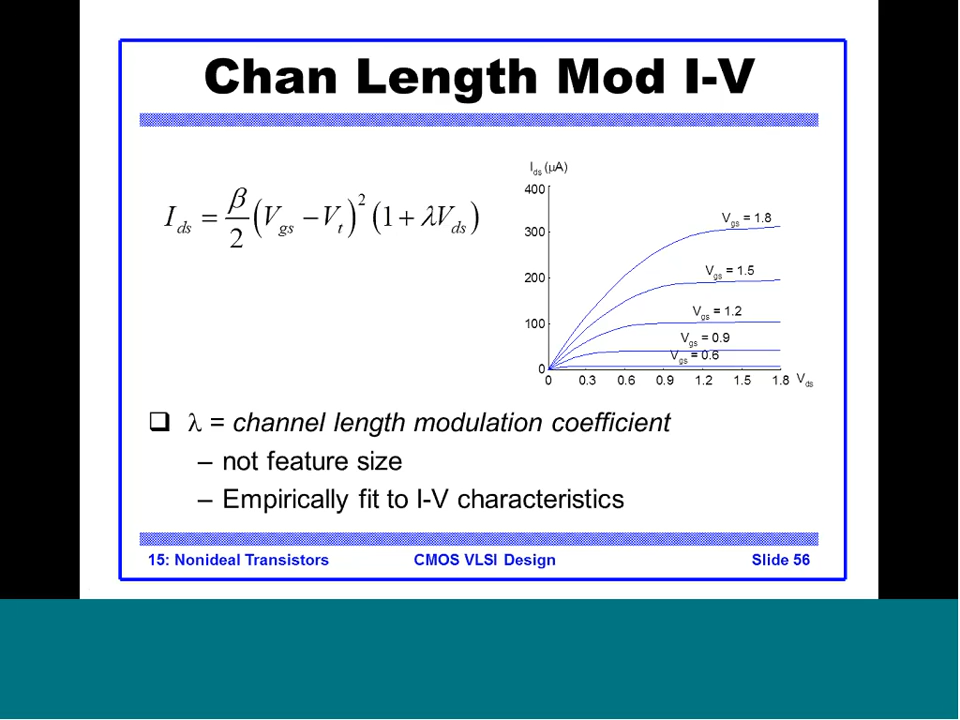 Chan Length Mod I-V
I_ds = β/2 (V_gs − V_t)^2 (1 + λV_ds)
I_ds (μA)
400
300
200
100
0
V_gs = 1.8
V_gs = 1.5
V_gs = 1.2
V_gs = 0.9
V_gs = 0.6
0 0.3 0.6 0.9 1.2 1.5 1.8 V_ds
❑ λ = channel length modulation coefficient
– not feature size
– Empirically fit to I-V characteristics
15: Nonideal Transistors CMOS VLSI Design Slide 56